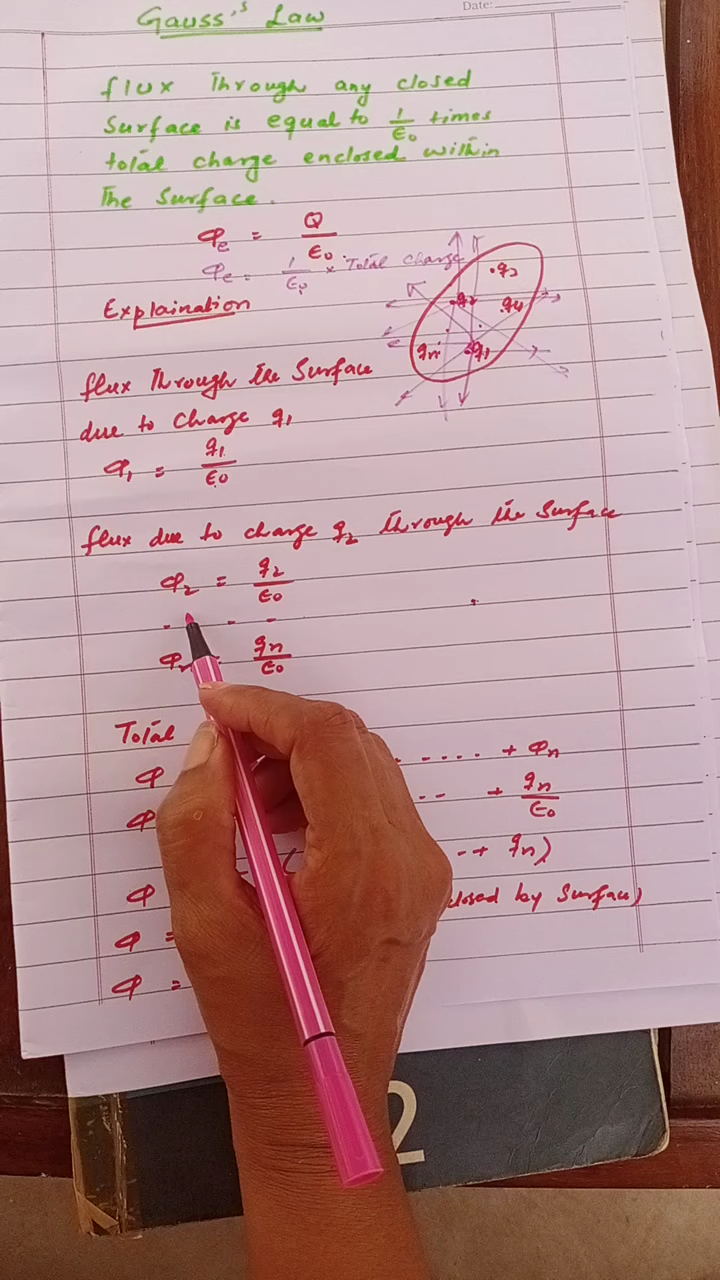 Date:
Gauss's Law
flux Through any closed
Surface is equal to 1/ε₀ times
total charge enclosed within
The Surface.
φe = Q/ε₀
φe = 1/ε₀ × Total Charge
Explaination
.q3
q2
q4
qn
q1
flux Through the Surface
due to charge q1
φ1 = q1/ε₀
flux due to charge q2 Through the Surface
φ2 = q2/ε₀
- - -
qn/ε₀
Total
φ ..... + φn
φ -- + qn/ε₀
( --+ qn)
φ closed by Surface)
φ =
φ =
2